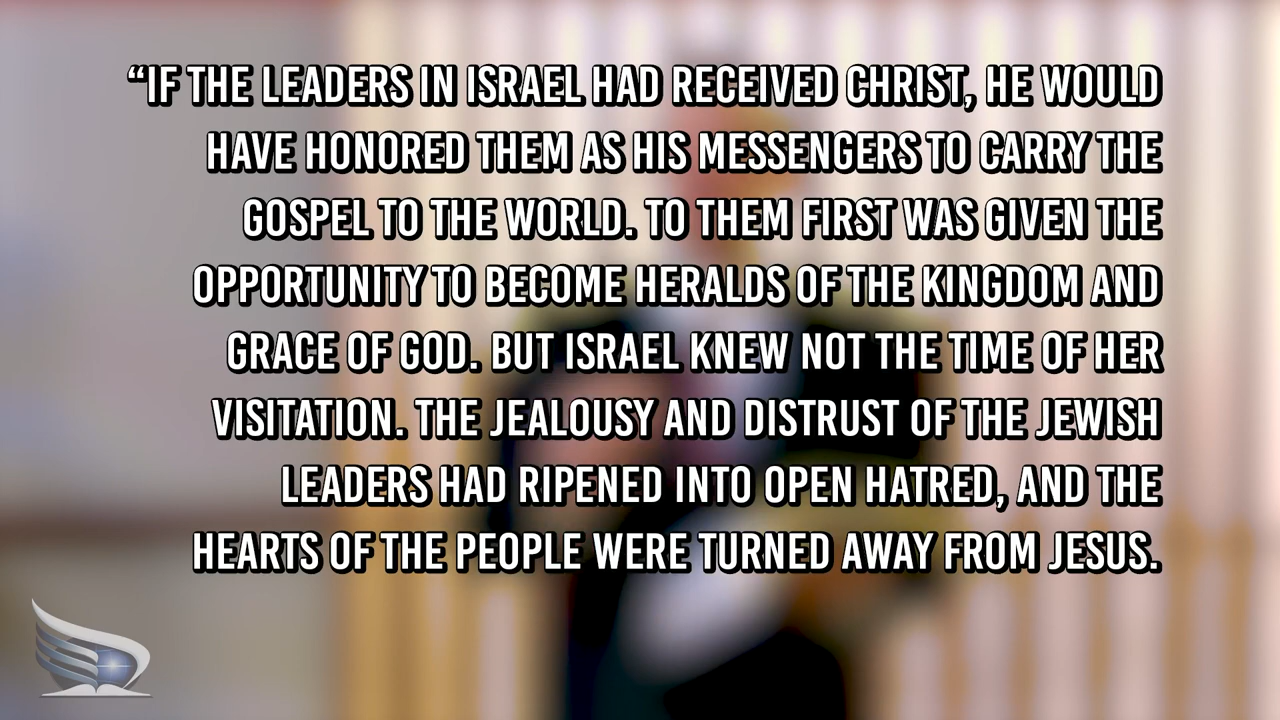 “IF THE LEADERS IN ISRAEL HAD RECEIVED CHRIST, HE WOULD
HAVE HONORED THEM AS HIS MESSENGERS TO CARRY THE
GOSPEL TO THE WORLD. TO THEM FIRST WAS GIVEN THE
OPPORTUNITY TO BECOME HERALDS OF THE KINGDOM AND
GRACE OF GOD. BUT ISRAEL KNEW NOT THE TIME OF HER
VISITATION. THE JEALOUSY AND DISTRUST OF THE JEWISH
LEADERS HAD RIPENED INTO OPEN HATRED, AND THE
HEARTS OF THE PEOPLE WERE TURNED AWAY FROM JESUS.